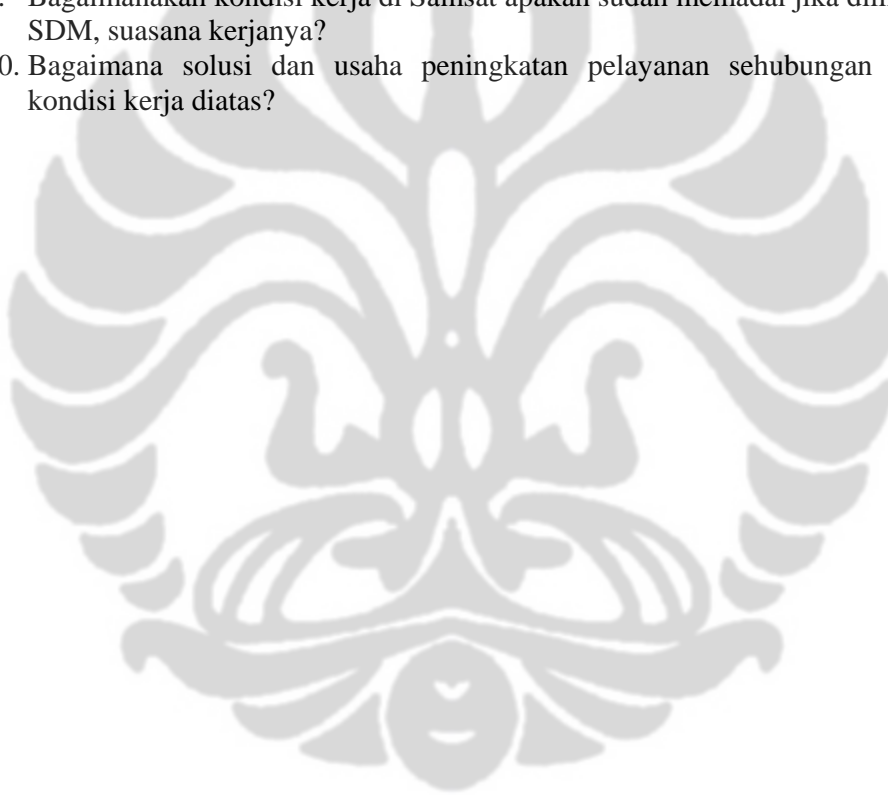 Bagaimanakah kondisi kerja di Samsat apakah sudah memadai jika
SDM, suasana kerjanya?
0. Bagaimana solusi dan usaha peningkatan pelayanan sehubungan
kondisi kerja diatas?